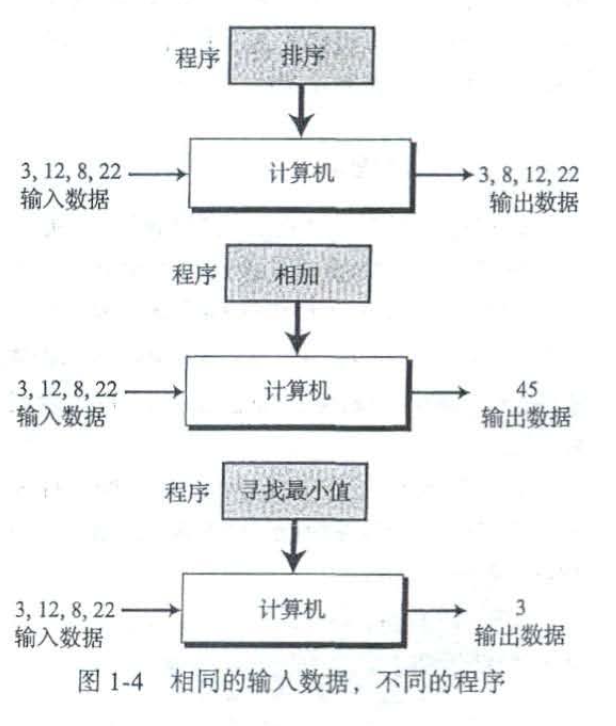 程序 排序
3, 12, 8, 22 计算机 3, 8, 12, 22
输入数据 输出数据
程序 相加
3, 12, 8, 22 计算机 45
输入数据 输出数据
程序 寻找最小值
3, 12, 8, 22 计算机 3
输入数据 输出数据
图 1-4 相同的输入数据，不同的程序